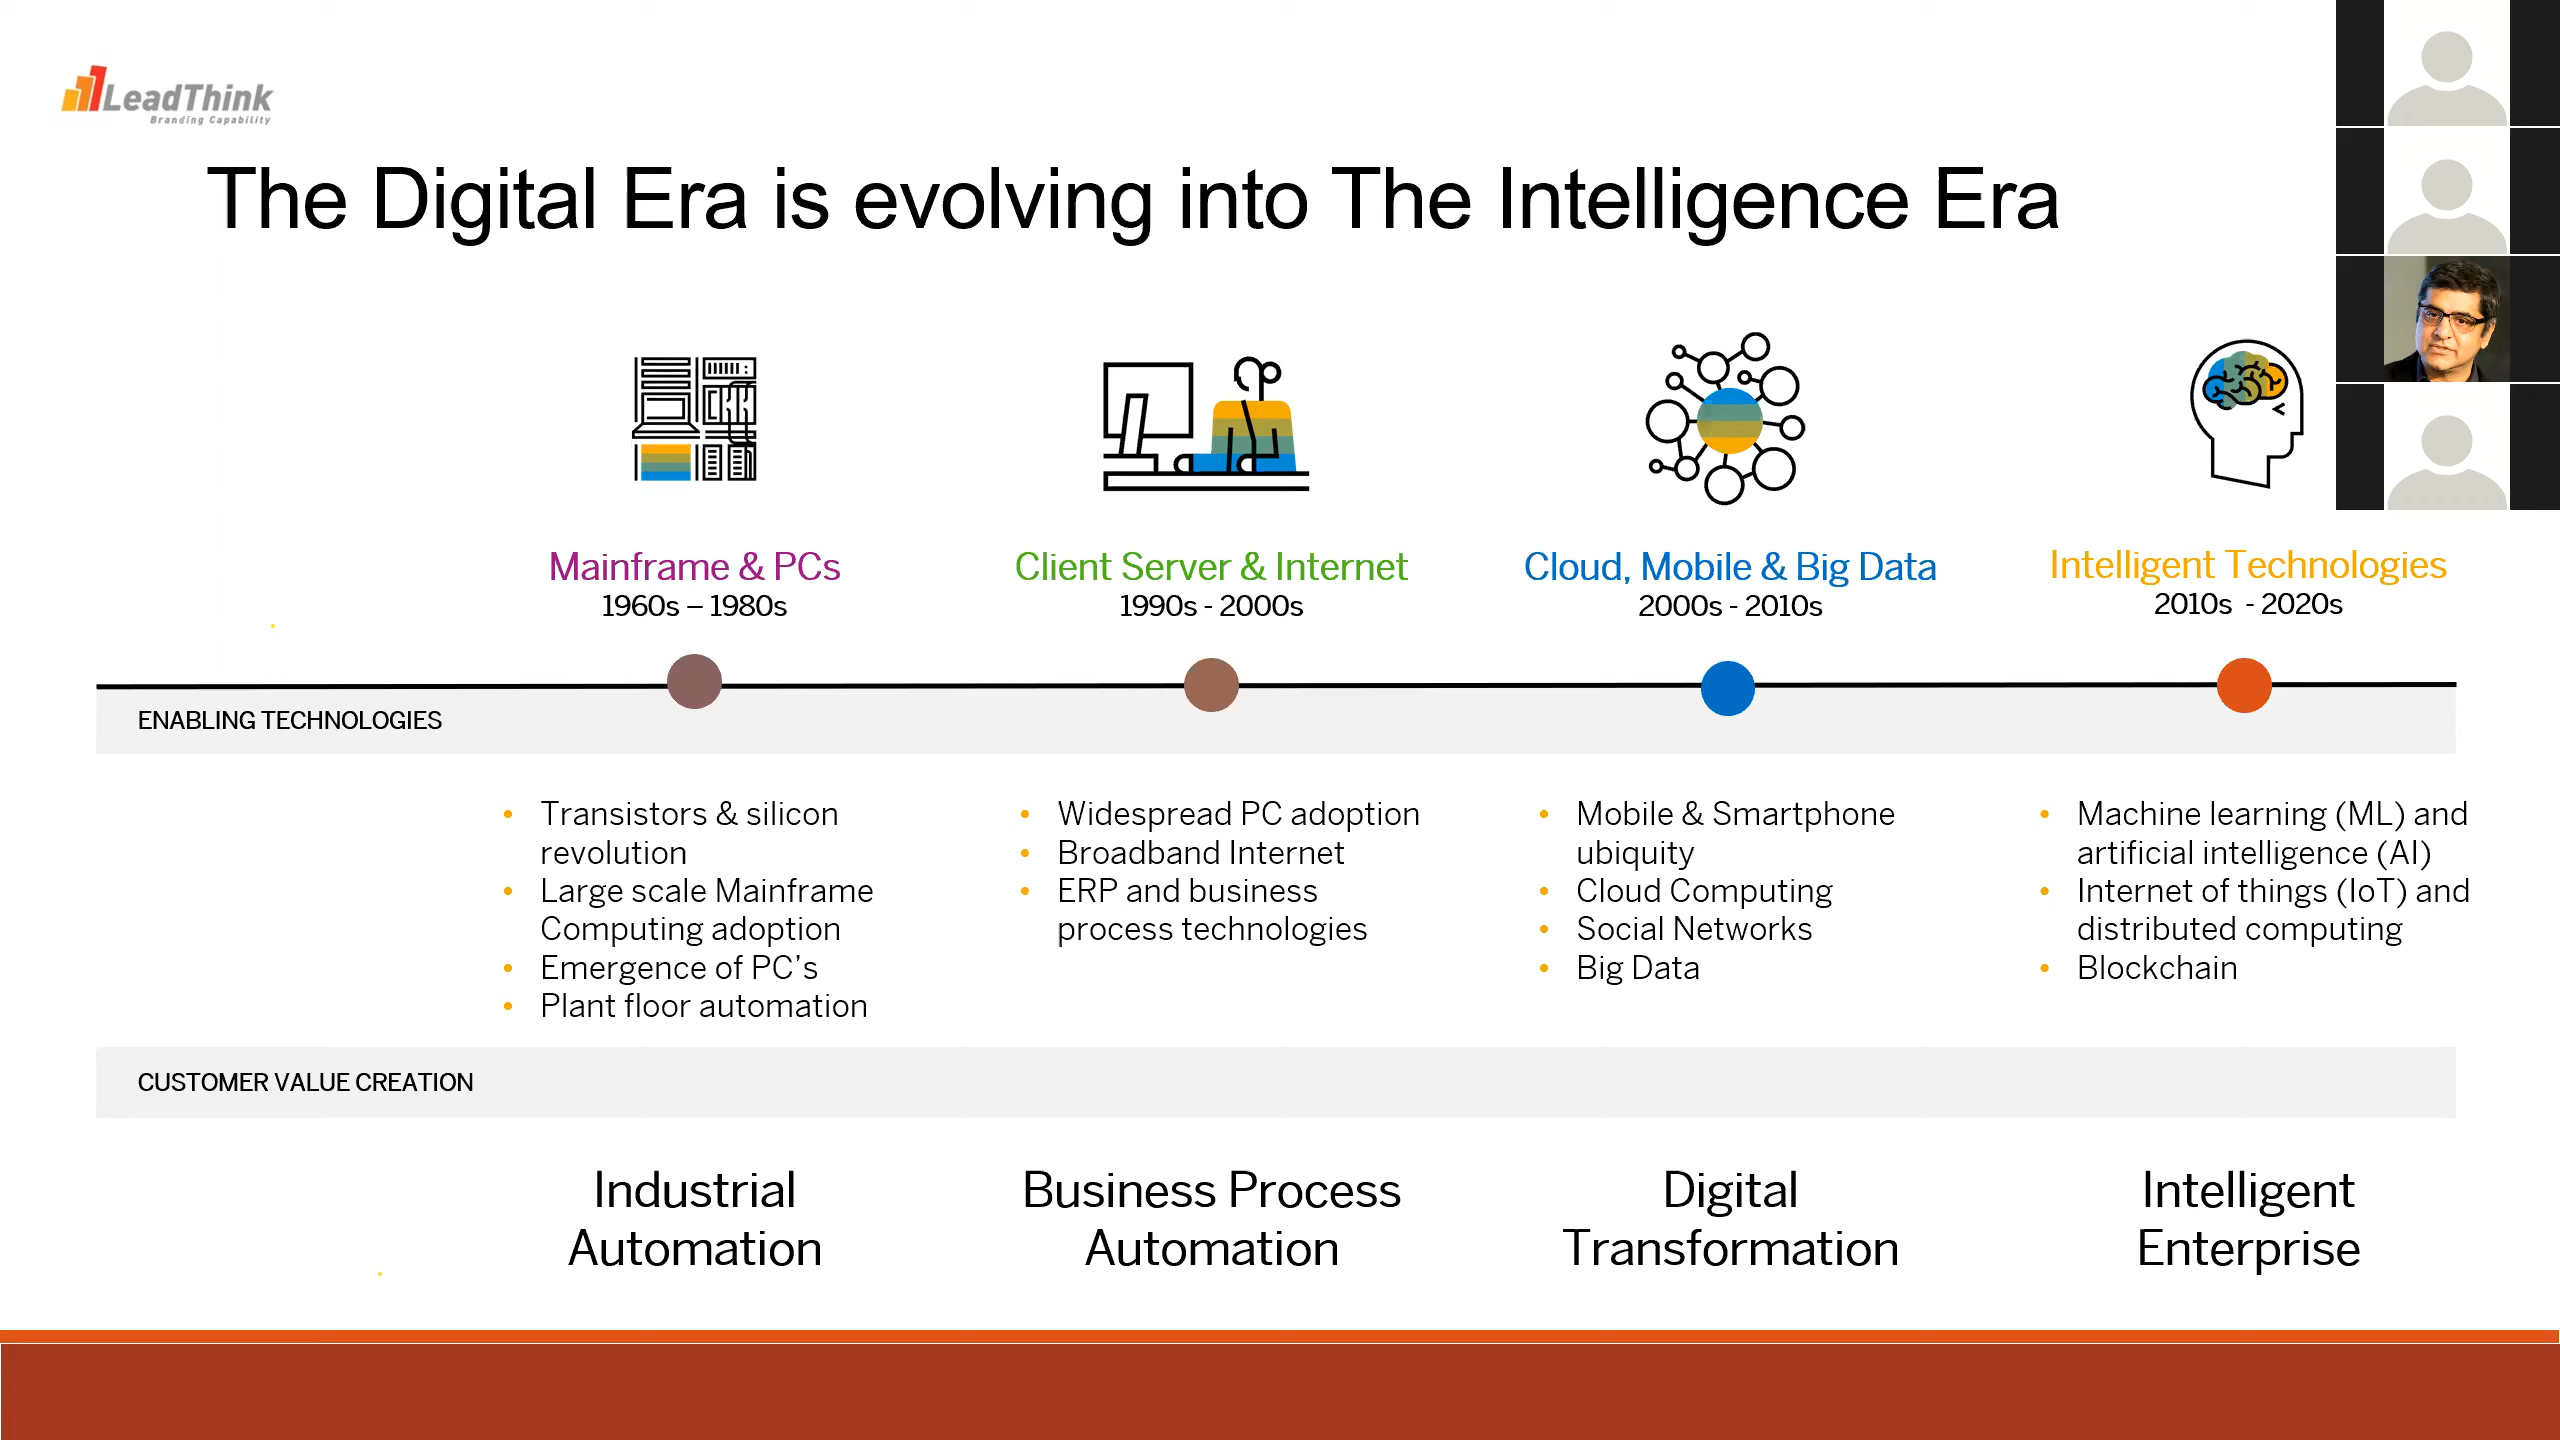 LeadThink
Branding Capability
The Digital Era is evolving into The Intelligence Era
Mainframe & PCs
1960s – 1980s
Client Server & Internet
1990s - 2000s
Cloud, Mobile & Big Data
2000s - 2010s
Intelligent Technologies
2010s  - 2020s
ENABLING TECHNOLOGIES
• Transistors & silicon
revolution
• Large scale Mainframe
Computing adoption
• Emergence of PC’s
• Plant floor automation
• Widespread PC adoption
• Broadband Internet
• ERP and business
process technologies
• Mobile & Smartphone
ubiquity
• Cloud Computing
• Social Networks
• Big Data
• Machine learning (ML) and
artificial intelligence (AI)
• Internet of things (IoT) and
distributed computing
• Blockchain
CUSTOMER VALUE CREATION
Industrial
Automation
Business Process
Automation
Digital
Transformation
Intelligent
Enterprise